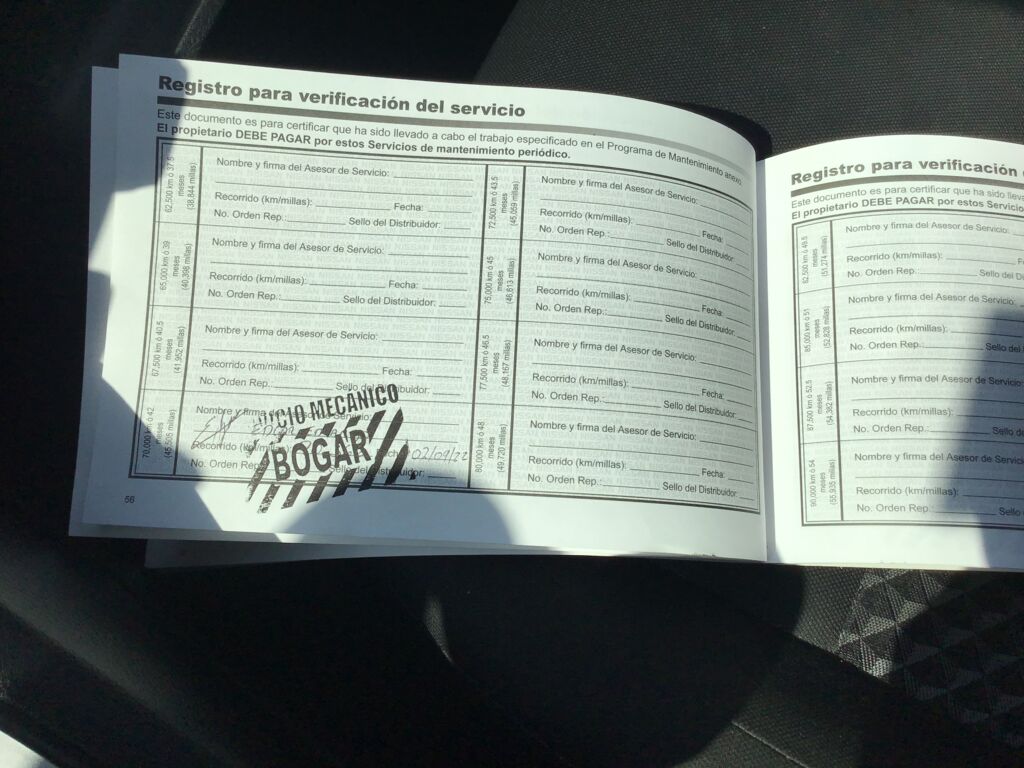 Registro para verificación del servicio
Este documento es para certificar que ha sido llevado a cabo el trabajo especificado en el Programa de Mantenimiento anexo.
El propietario DEBE PAGAR por estos Servicios de mantenimiento periódico.
62,500 km ó 37.5
meses
(38,844 millas)
Nombre y firma del Asesor de Servicio:
Recorrido (km/millas): Fecha:
No. Orden Rep.: Sello del Distribuidor:
65,000 km ó 39
meses
(40,398 millas)
Nombre y firma del Asesor de Servicio:
Recorrido (km/millas): Fecha:
No. Orden Rep.: Sello del Distribuidor:
67,500 km ó 40.5
meses
(41,952 millas)
Nombre y firma del Asesor de Servicio:
Recorrido (km/millas): Fecha:
No. Orden Rep.: Sello del Distribuidor:
70,000 km ó 42
meses
Nombre y firma
Recorrido (km/millas) 02/09/22
No. Orden Rep. Sello del Distribuidor:
MECANICO
BOGAR
56
72,500 km ó 43.5
meses
(45,059 millas)
Nombre y firma del Asesor de Servicio:
Recorrido (km/millas): Fecha:
No. Orden Rep.: Sello del Distribuidor:
75,000 km ó 45
meses
(46,613 millas)
Nombre y firma del Asesor de Servicio:
Recorrido (km/millas): Fecha:
No. Orden Rep.: Sello del Distribuidor:
77,500 km ó 46.5
meses
(48,167 millas)
Nombre y firma del Asesor de Servicio:
Recorrido (km/millas): Fecha:
No. Orden Rep.: Sello del Distribuidor:
80,000 km ó 48
meses
(49,720 millas)
Nombre y firma del Asesor de Servicio:
Recorrido (km/millas): Fecha:
No. Orden Rep.: Sello del Distribuidor:
Registro para verificación
Este documento es para certificar que ha sido
El propietario DEBE PAGAR por estos
82,500 km ó 49.5
meses
(51,274 millas)
Nombre y firma del Asesor de Servicio:
Recorrido (km/millas):
No. Orden Rep.: Sello
85,000 km ó 51
meses
(52,828 millas)
Nombre y firma del Asesor de
Recorrido (km/millas):
No. Orden Rep.: Sello
87,500 km ó 52.5
meses
(54,382 millas)
Nombre y firma del Asesor de
Recorrido (km/millas):
No. Orden Rep.: Sello
90,000 km ó 54
meses
(55,935 millas)
Nombre y firma del Asesor de
Recorrido (km/millas):
No. Orden Rep.: Sello